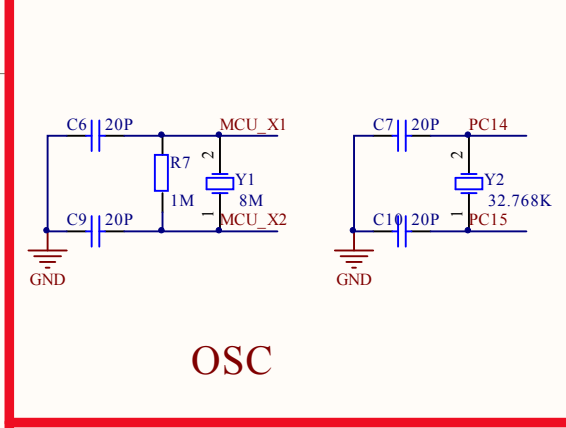 C6 20P MCU_X1 C7 20P PC14
2 2
R7 Y1 Y2
1M 8M 32.768K
1 1
C9 20P MCU_X2 C10 20P PC15
GND GND
OSC